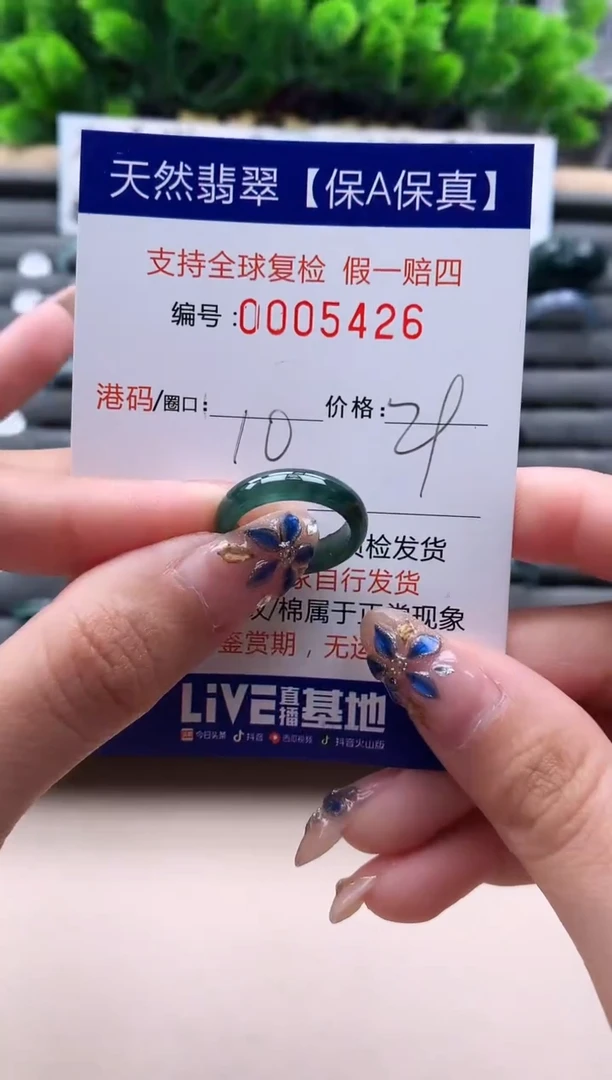 天然翡翠【保A保真】
支持全球复检 假一赔四
编号:0005426
港码/圈口: 10 价格:
质检发货
家自行发货
纹/棉属于正常现象
鉴赏期，无运
LiVE直播基地
今日头条 抖音 西瓜视频 抖音火山版